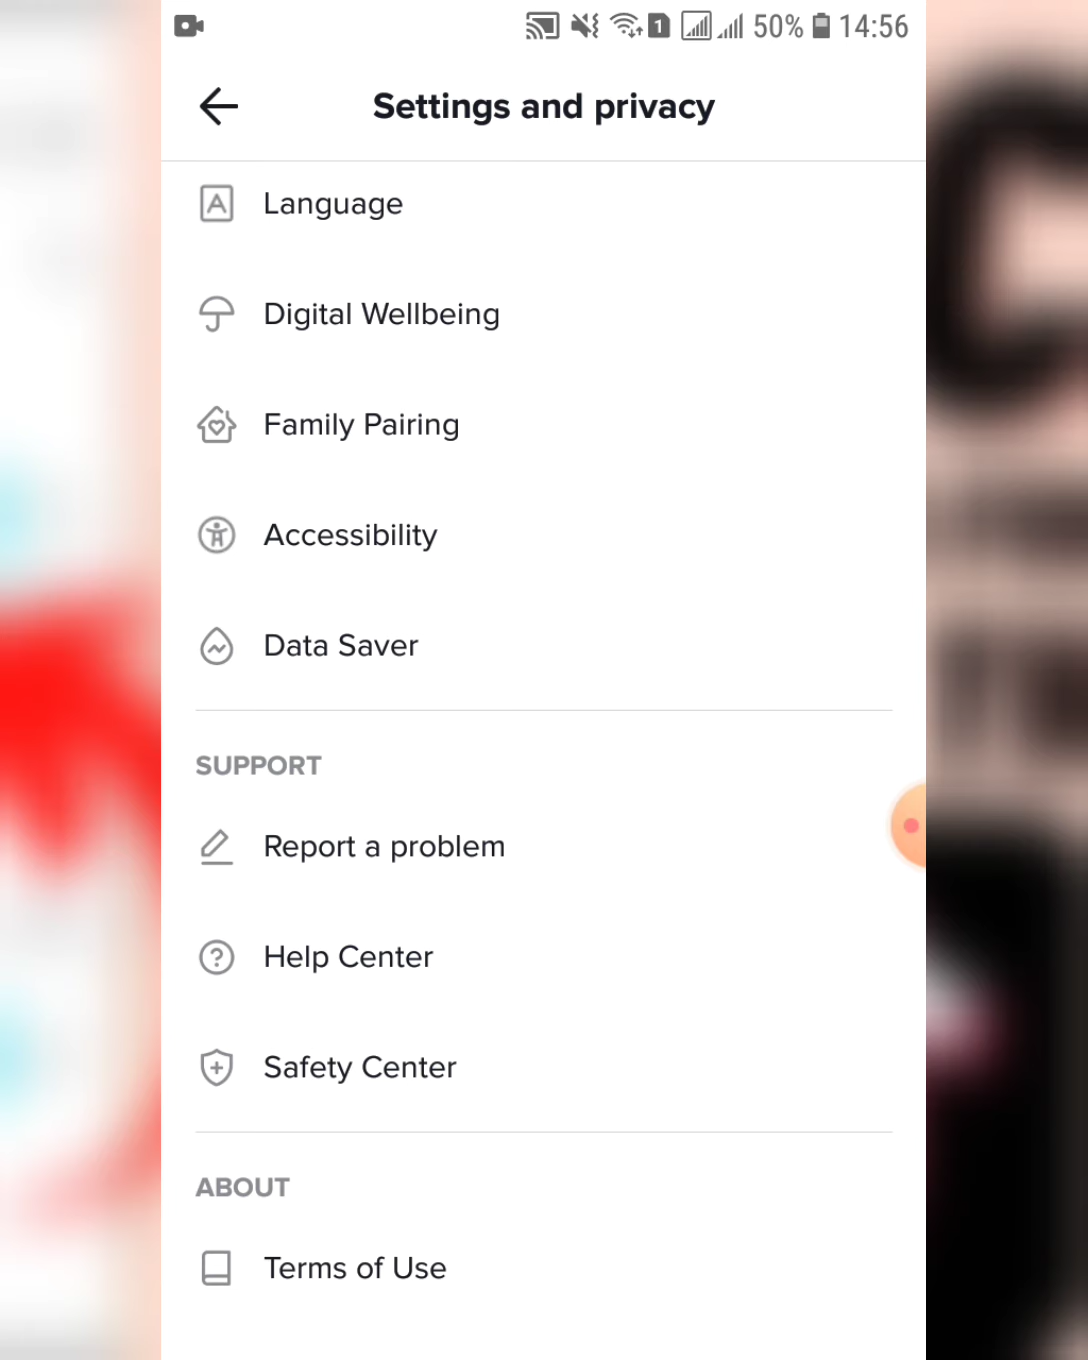 1 50% 14:56
Settings and privacy
Language
Digital Wellbeing
Family Pairing
Accessibility
Data Saver
SUPPORT
Report a problem
Help Center
Safety Center
ABOUT
Terms of Use